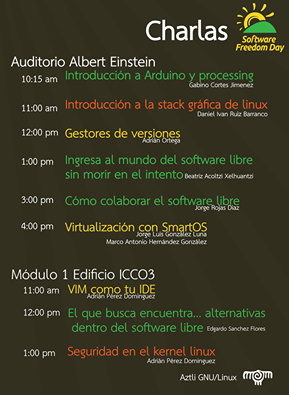 Charlas
Software
Freedom Day
Auditorio Albert Einstein
10:15 am Introducción a Arduino y processing
Gabino Cortes Jimenez
11:00 am Introducción a la stack gráfica de linux
Daniel Ivan Ruiz Barranco
12:00 pm Gestores de versiones
Adrián Ortega
1:00 pm Ingresa al mundo del software libre
sin morir en el intento Beatriz Acoltzi Xelhuantzi
3:00 pm Cómo colaborar el software libre
Jorge Rojas Díaz
4:00 pm Virtualización con SmartOS
Jorge Luis González Luna
Marco Antonio Hernández González
Módulo 1 Edificio ICCO3
11:00 am VIM como tu IDE
Adrián Pérez Domínguez
12:00 pm El que busca encuentra... alternativas
dentro del software libre Edgardo Sanchez Flores
1:00 pm Seguridad en el kernel linux
Adrián Pérez Domínguez
Aztli GNU/Linux